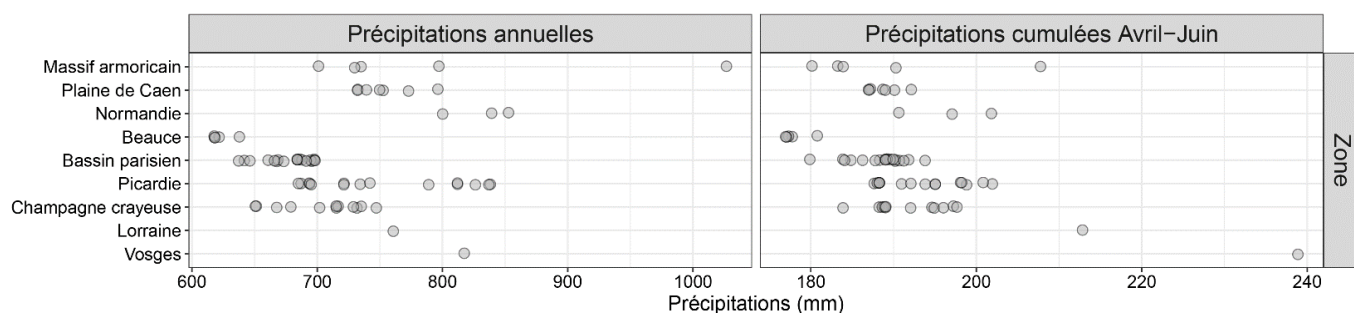 Précipitations annuelles
Précipitations cumulées Avril−Juin
Massif armoricain
Plaine de Caen
Normandie
Beauce
Bassin parisien
Picardie
Champagne crayeuse
Lorraine
Vosges
Zone
600 700 800 900 1000
180 200 220 240
Précipitations (mm)